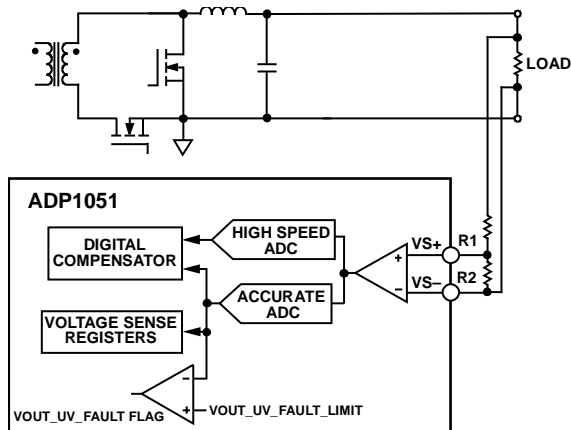 LOAD
ADP1051
DIGITAL
COMPENSATOR
HIGH SPEED
ADC
VS+
R1
VS–
R2
ACCURATE
ADC
VOLTAGE SENSE
REGISTERS
+
–
–
+
VOUT_UV_FAULT FLAG
VOUT_UV_FAULT_LIMIT